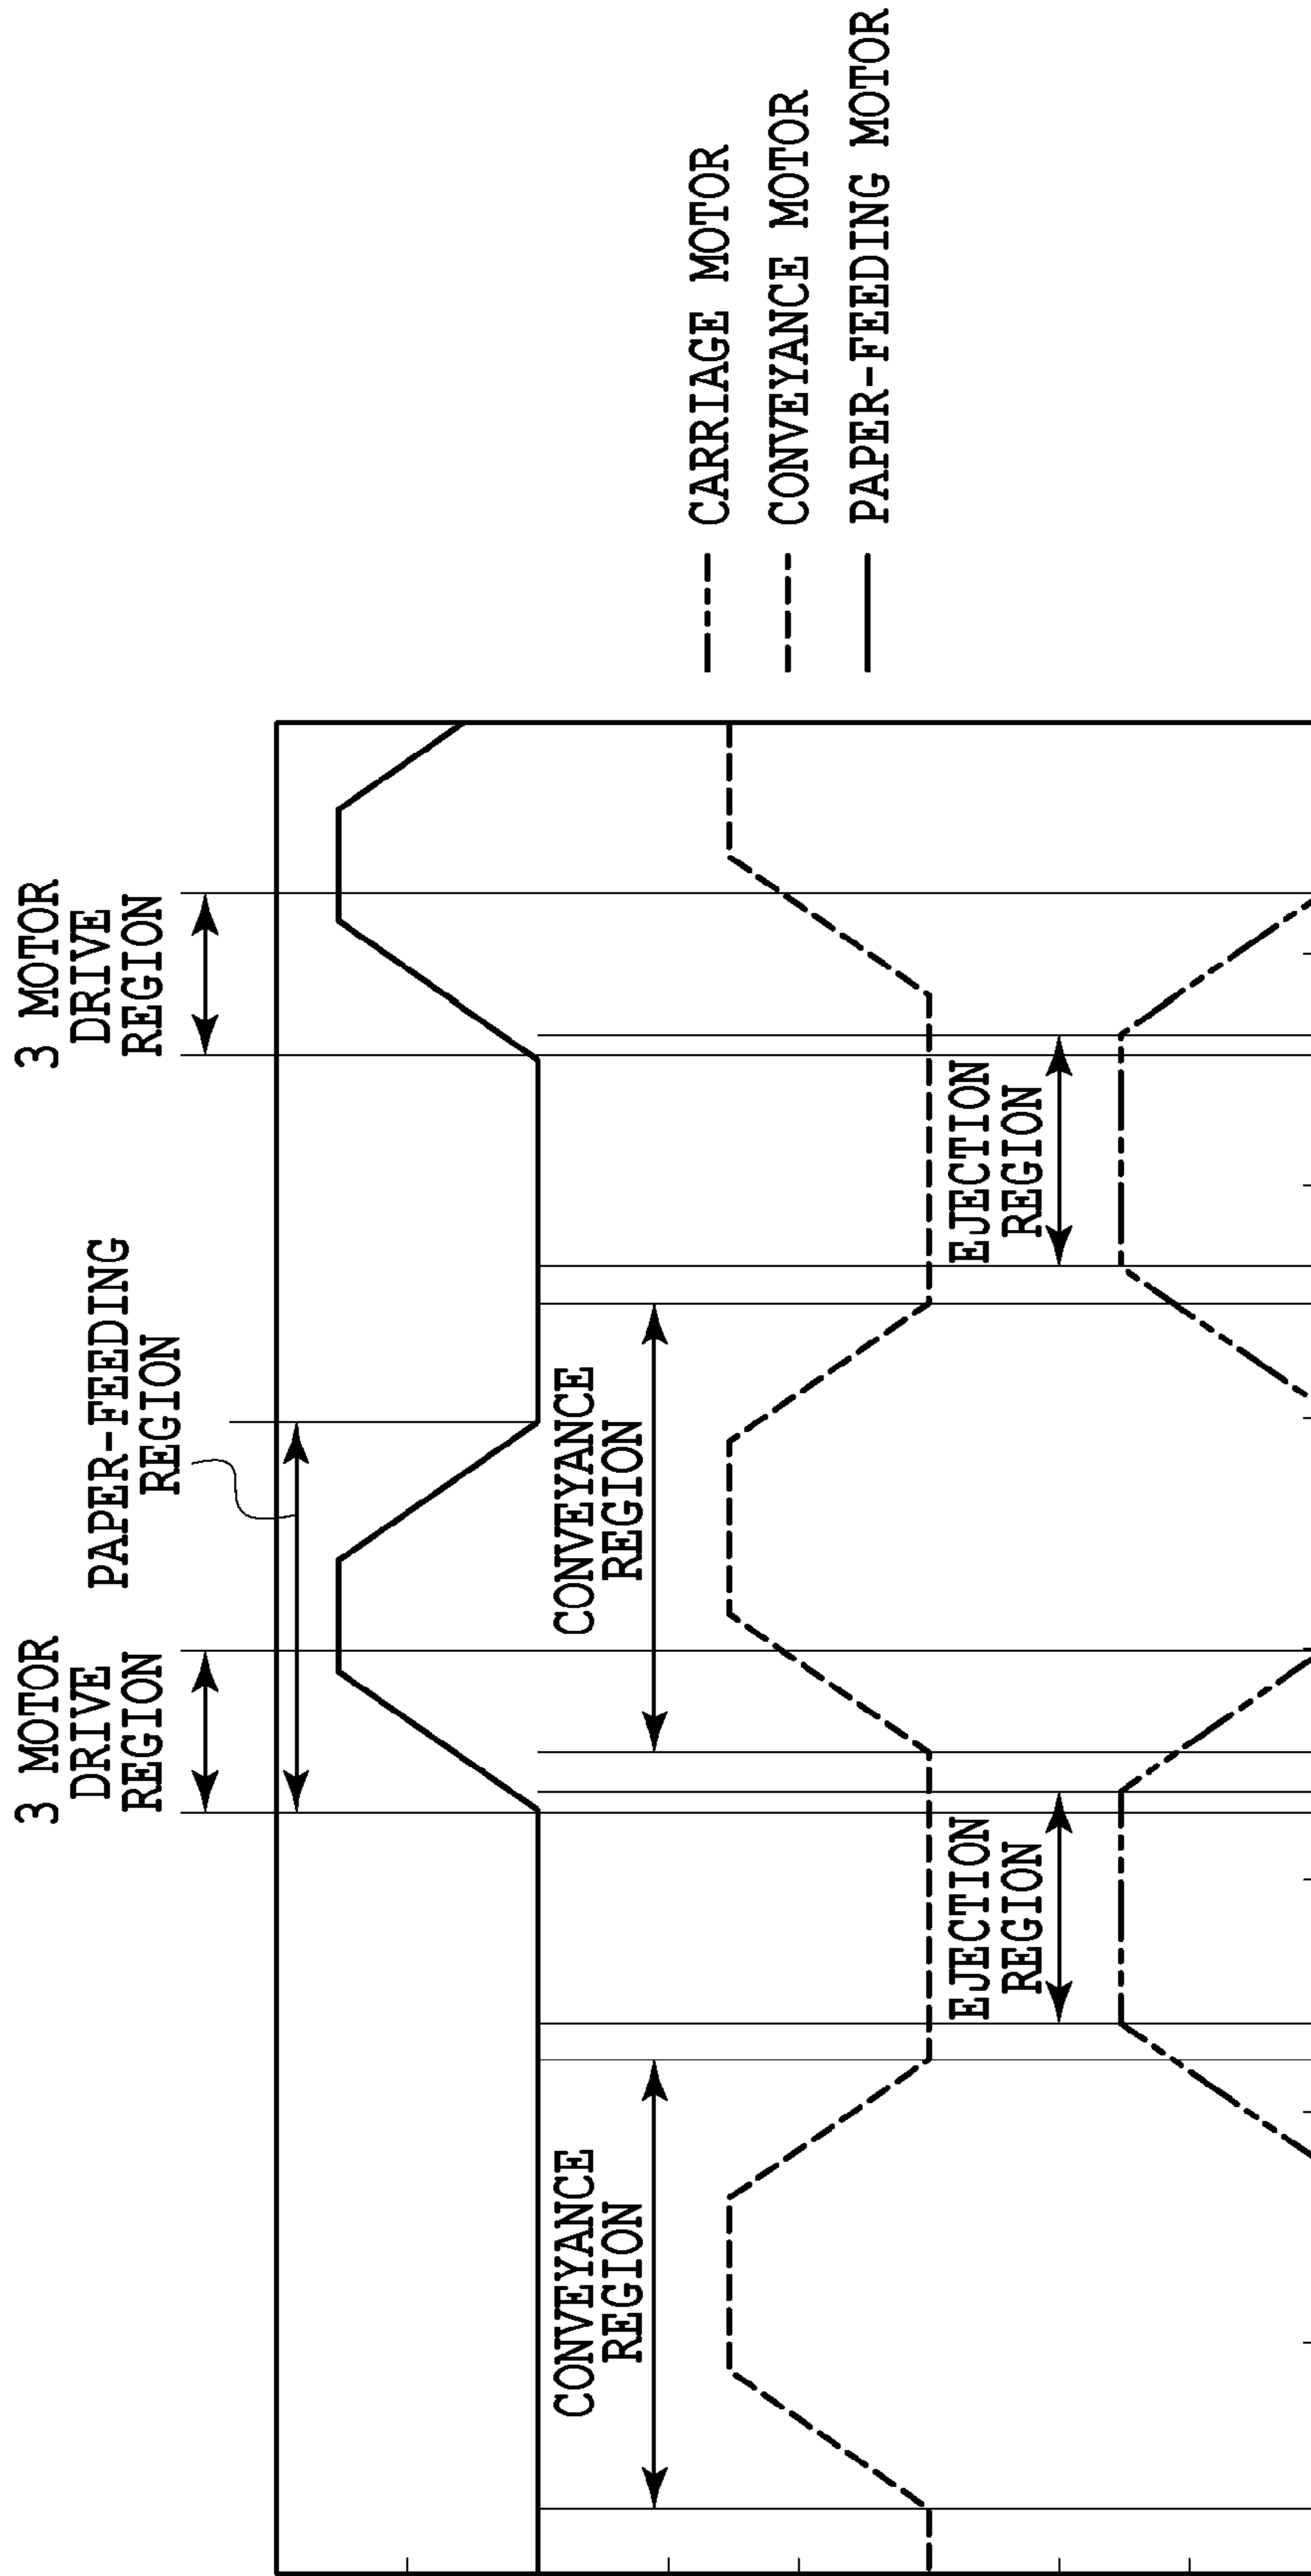 3 MOTOR
DRIVE
REGION
PAPER-FEEDING
REGION
3 MOTOR
DRIVE
REGION
CONVEYANCE
REGION
CONVEYANCE
REGION
EJECTION
REGION
EJECTION
REGION
CARRIAGE MOTOR
CONVEYANCE MOTOR
PAPER-FEEDING MOTOR